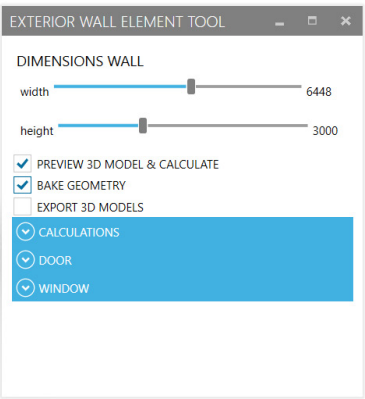 EXTERIOR WALL ELEMENT TOOL
DIMENSIONS WALL
width 6448
height 3000
PREVIEW 3D MODEL & CALCULATE
BAKE GEOMETRY
EXPORT 3D MODELS
CALCULATIONS
DOOR
WINDOW